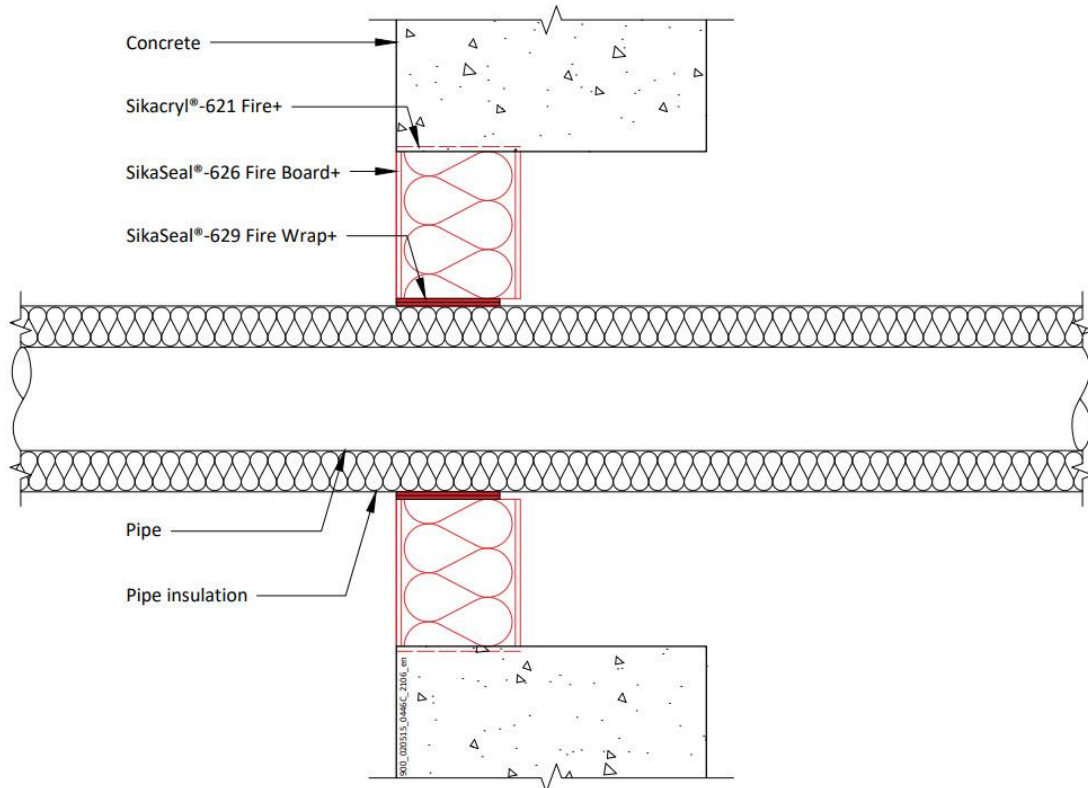 Concrete
Sikacryl®-621 Fire+
SikaSeal®-626 Fire Board+
SikaSeal®-629 Fire Wrap+
Pipe
Pipe insulation
900_020515_0446C_2106_en